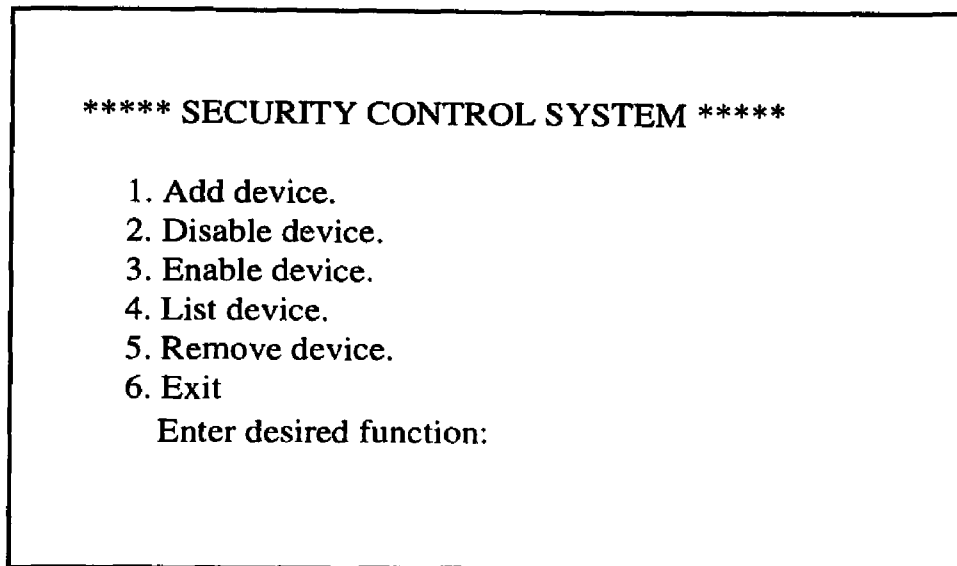 ***** SECURITY CONTROL SYSTEM *****
1. Add device.
2. Disable device.
3. Enable device.
4. List device.
5. Remove device.
6. Exit
Enter desired function: